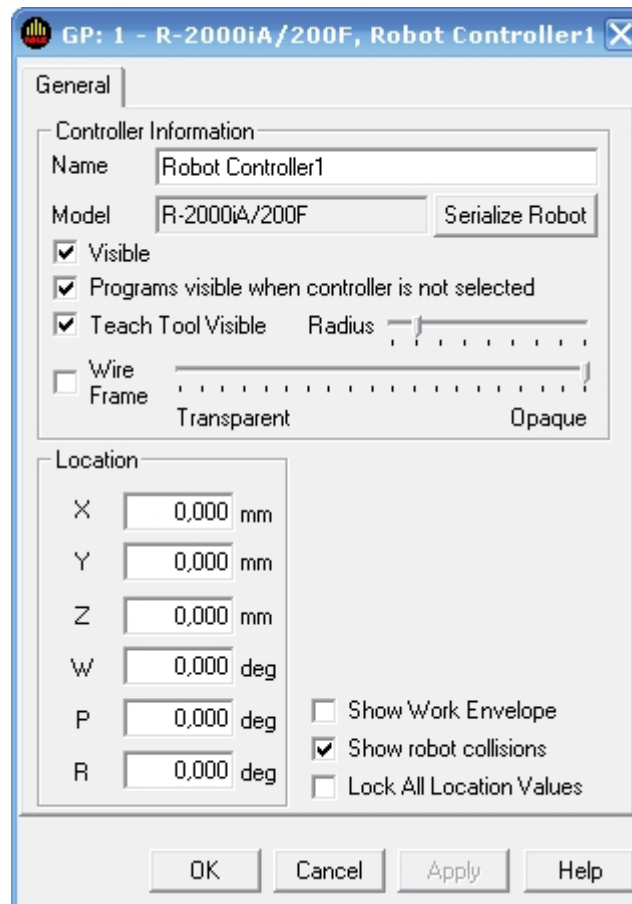 GP: 1 - R-2000iA/200F, Robot Controller1
General
Controller Information
Name Robot Controller1
Model R-2000iA/200F Serialize Robot
Visible
Programs visible when controller is not selected
Teach Tool Visible Radius
Wire
Frame
Transparent Opaque
Location
X 0,000 mm
Y 0,000 mm
Z 0,000 mm
W 0,000 deg
P 0,000 deg
R 0,000 deg
Show Work Envelope
Show robot collisions
Lock All Location Values
OK Cancel Apply Help